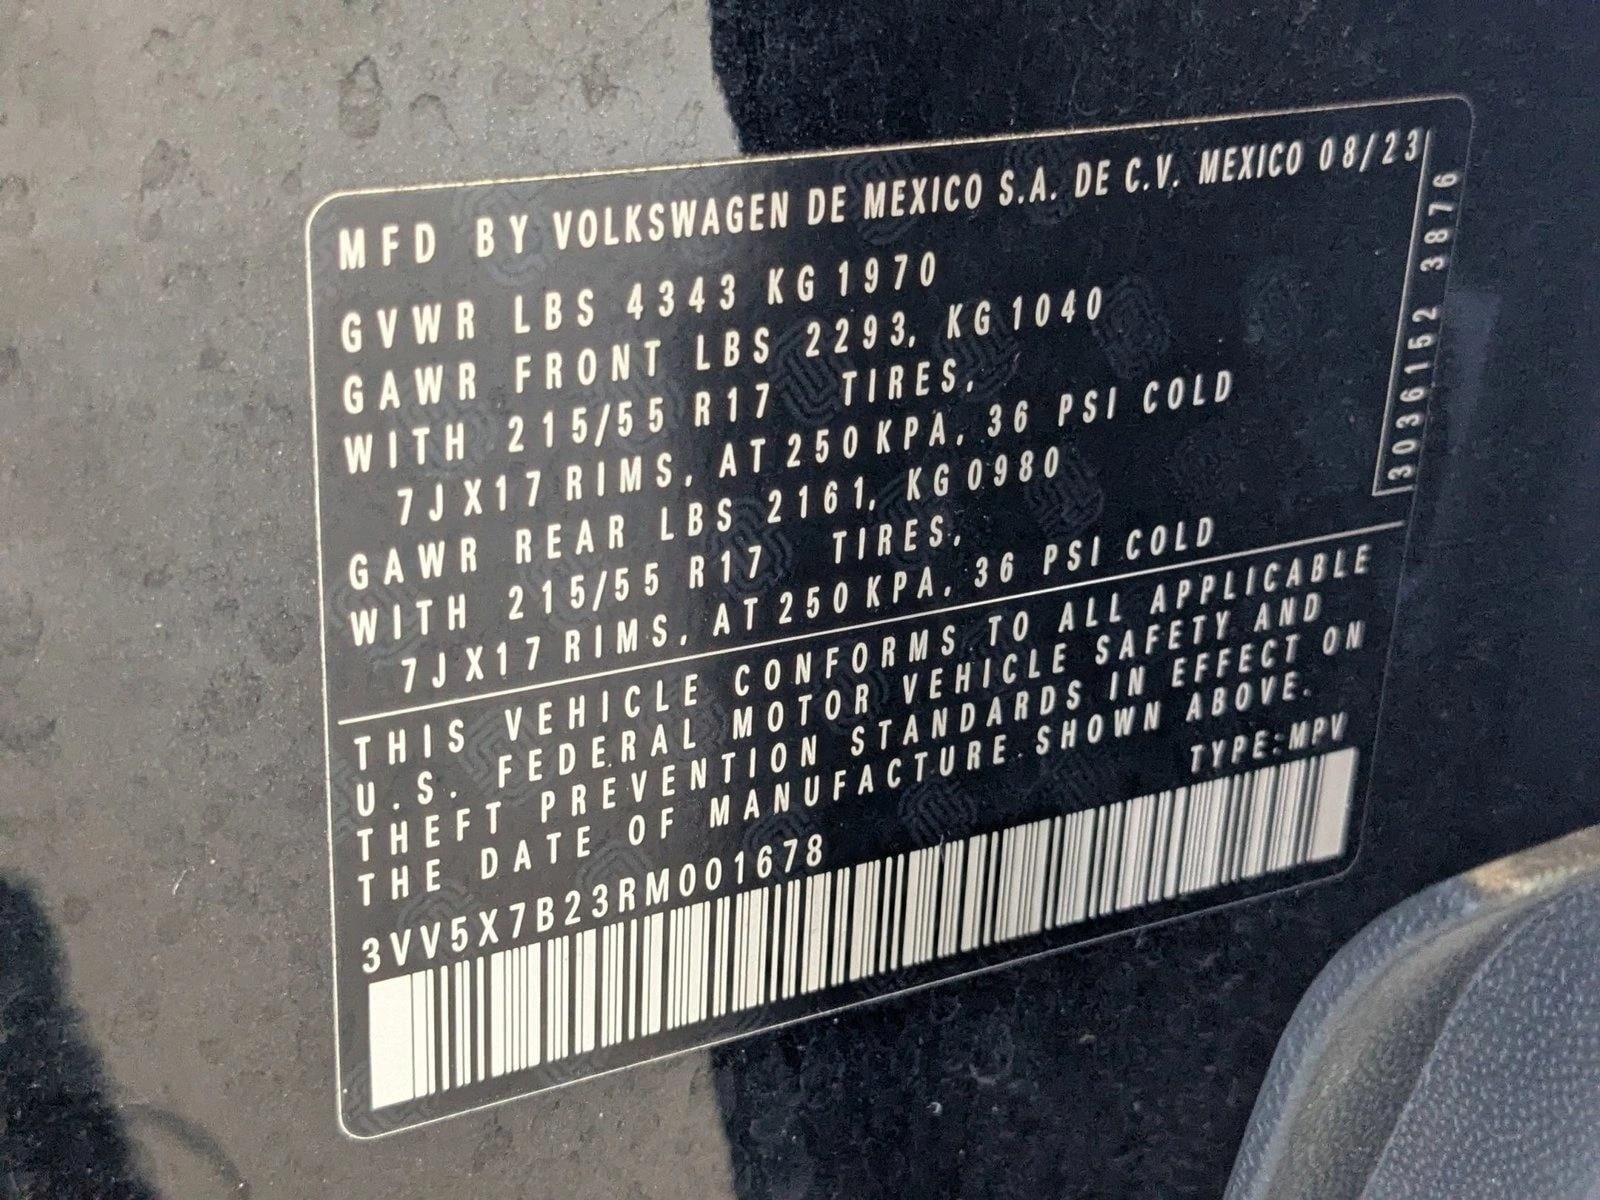 MFD BY VOLKSWAGEN DE MEXICO S.A. DE C.V. MEXICO 08/23
GVWR LBS 4343 KG 1970
GAWR FRONT LBS 2293, KG 1040
WITH 215/55 R17 TIRES,
7JX17 RIMS, AT 250 KPA, 36 PSI COLD
GAWR REAR LBS 2161, KG 0980
WITH 215/55 R17 TIRES,
7JX17 RIMS, AT 250 KPA, 36 PSI COLD
3036152 3876
THIS VEHICLE CONFORMS TO ALL APPLICABLE
U.S. FEDERAL MOTOR VEHICLE SAFETY AND
THEFT PREVENTION STANDARDS IN EFFECT ON
THE DATE OF MANUFACTURE SHOWN ABOVE.
TYPE:MPV
3VV5X7B23RM001678